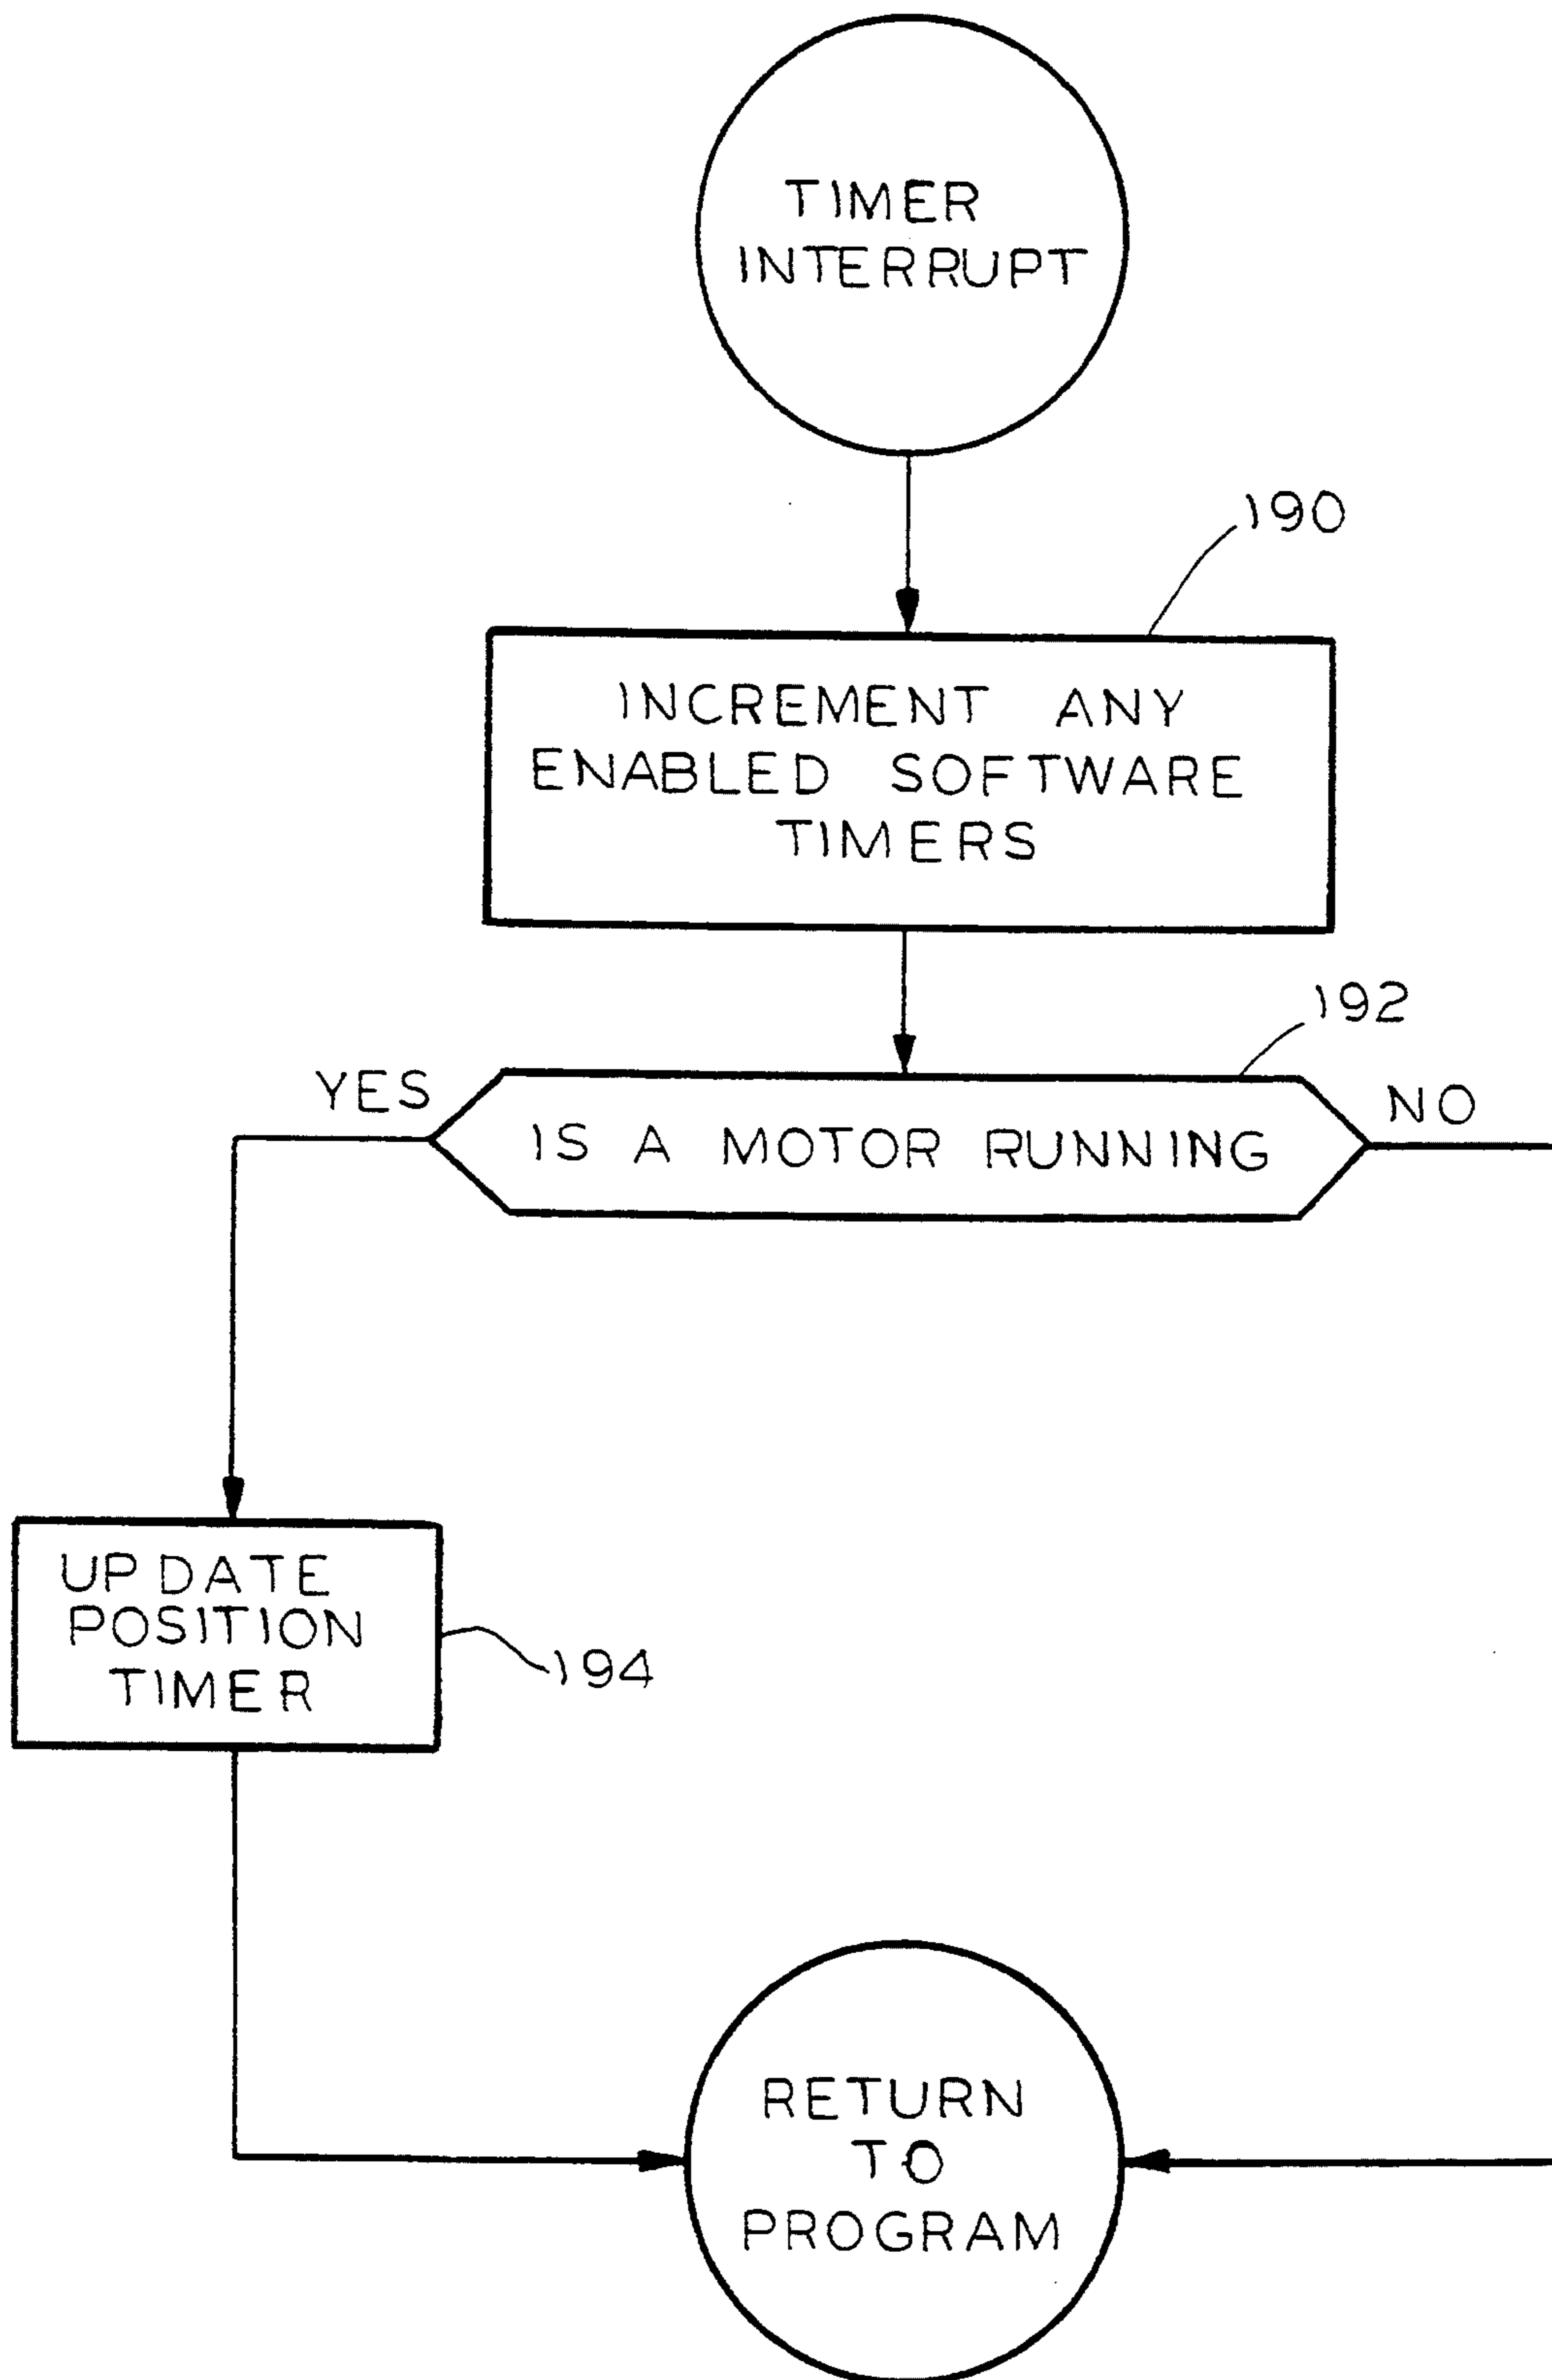 TIMER
INTERRUPT
190
INCREMENT ANY
ENABLED SOFTWARE
TIMERS
192
YES
NO
IS A MOTOR RUNNING
UPDATE
POSITION
TIMER
194
RETURN
TO
PROGRAM